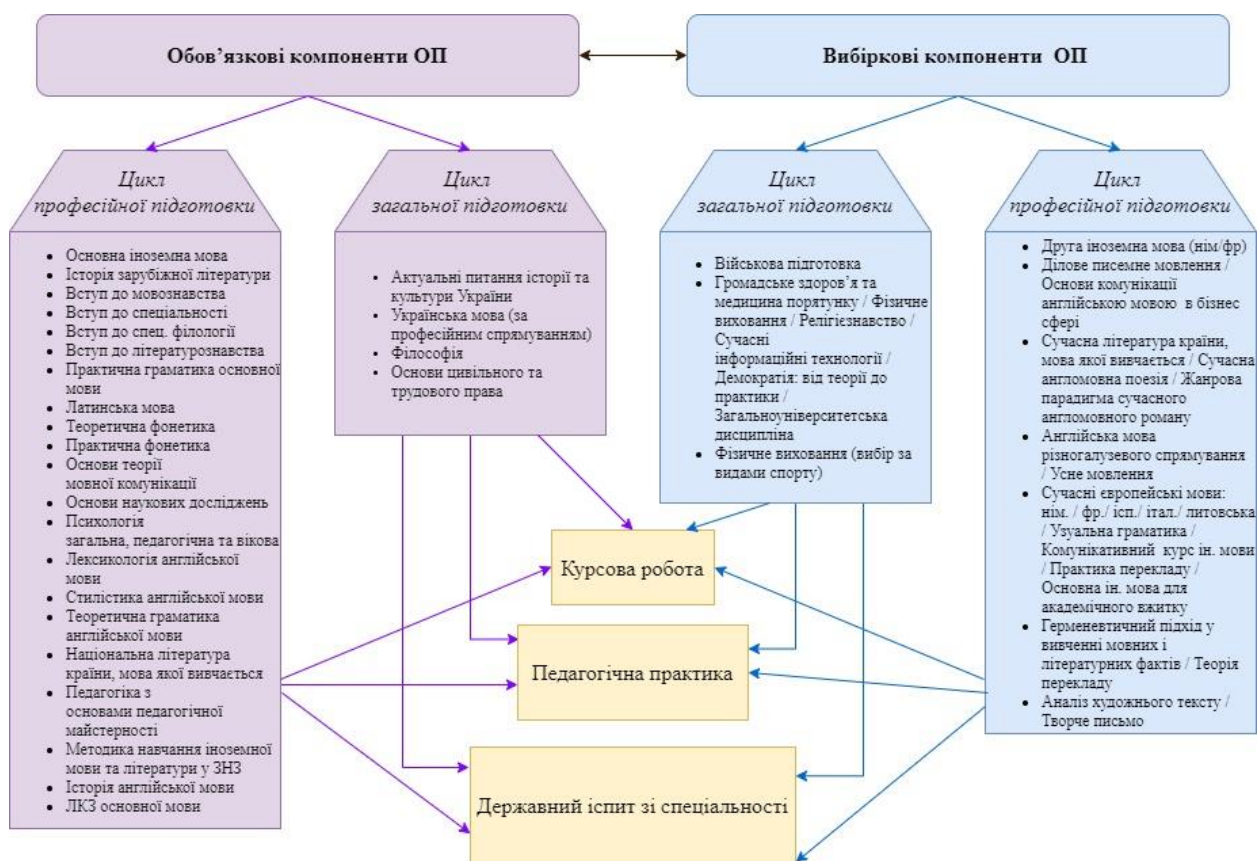 Обов’язкові компоненти ОП
Вибіркові компоненти ОП
Цикл
професійної підготовки
• Основна іноземна мова
• Історія зарубіжної літератури
• Вступ до мовознавства
• Вступ до спеціальності
• Вступ до спец. філології
• Вступ до літературознавства
• Практична граматика основної
мови
• Латинська мова
• Теоретична фонетика
• Практична фонетика
• Основи теорії
мовної комунікації
• Основи наукових досліджень
• Психологія
загальна, педагогічна та вікова
• Лексикологія англійської
мови
• Стилістика англійської мови
• Теоретична граматика
англійської мови
• Національна література
країни, мова якої вивчається
• Педагогіка з
основами педагогічної
майстерності
• Методика навчання іноземної
мови та літератури у ЗНЗ
• Історія англійської мови
• ЛКЗ основної мови
Цикл
загальної підготовки
• Актуальні питання історії та
культури України
• Українська мова (за
професійним спрямуванням)
• Філософія
• Основи цивільного та
трудового права
Цикл
загальної підготовки
• Військова підготовка
• Громадське здоров’я та
медицина порятунку / Фізичне
виховання / Релігієзнавство /
Сучасні
інформаційні технології /
Демократія: від теорії до
практики /
Загальноуніверситетська
дисципліна
• Фізичне виховання (вибір за
видами спорту)
Цикл
професійної підготовки
• Друга іноземна мова (нім/фр)
• Ділове писемне мовлення /
Основи комунікації
англійською мовою в бізнес
сфері
• Сучасна література країни,
мова якої вивчається / Сучасна
англомовна поезія / Жанрова
парадигма сучасного
англомовного роману
• Англійська мова
різногалузевого спрямування
/ Усне мовлення
• Сучасні європейські мови:
нім. / фр./ ісп./ італ./ литовська
/ Узуальна граматика /
Комунікативний курс ін. мови
/ Практика перекладу /
Основна ін. мова для
академічного вжитку
• Герменевтичний підхід у
вивченні мовних і
літературних фактів / Теорія
перекладу
• Аналіз художнього тексту /
Творче письмо
Курсова робота
Педагогічна практика
Державний іспит зі спеціальності